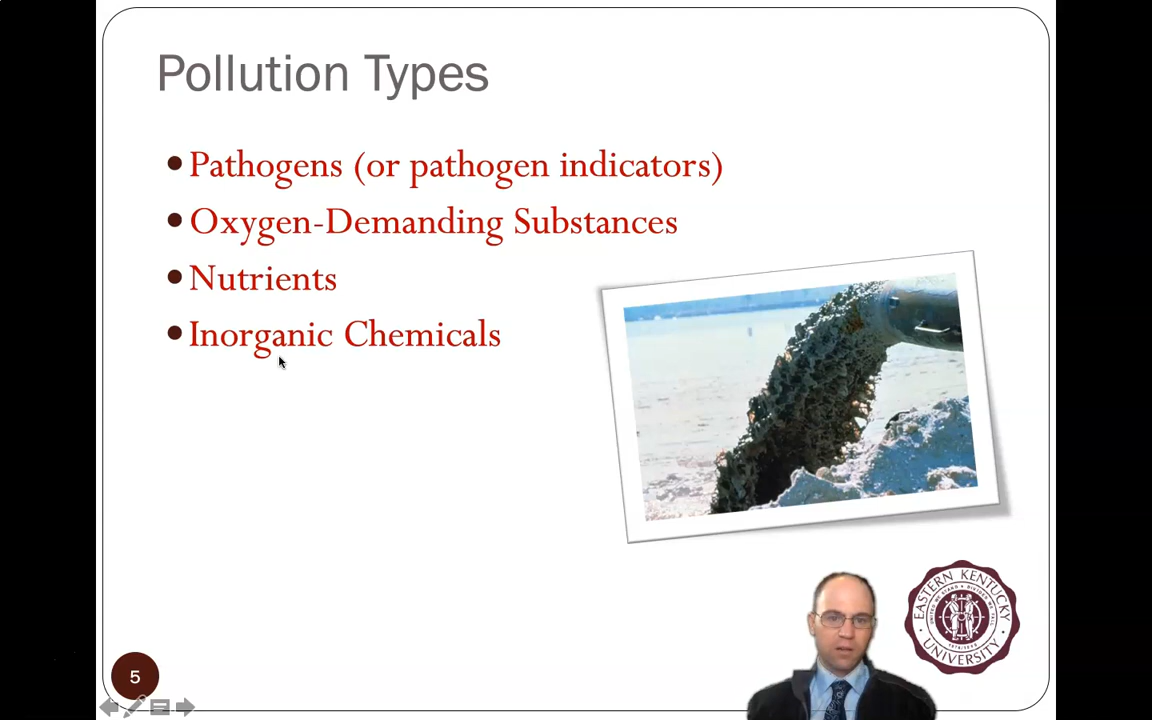 Pollution Types
Pathogens (or pathogen indicators)
Oxygen-Demanding Substances
Nutrients
Inorganic Chemicals
EASTERN KENTUCKY
UNIVERSITY
5